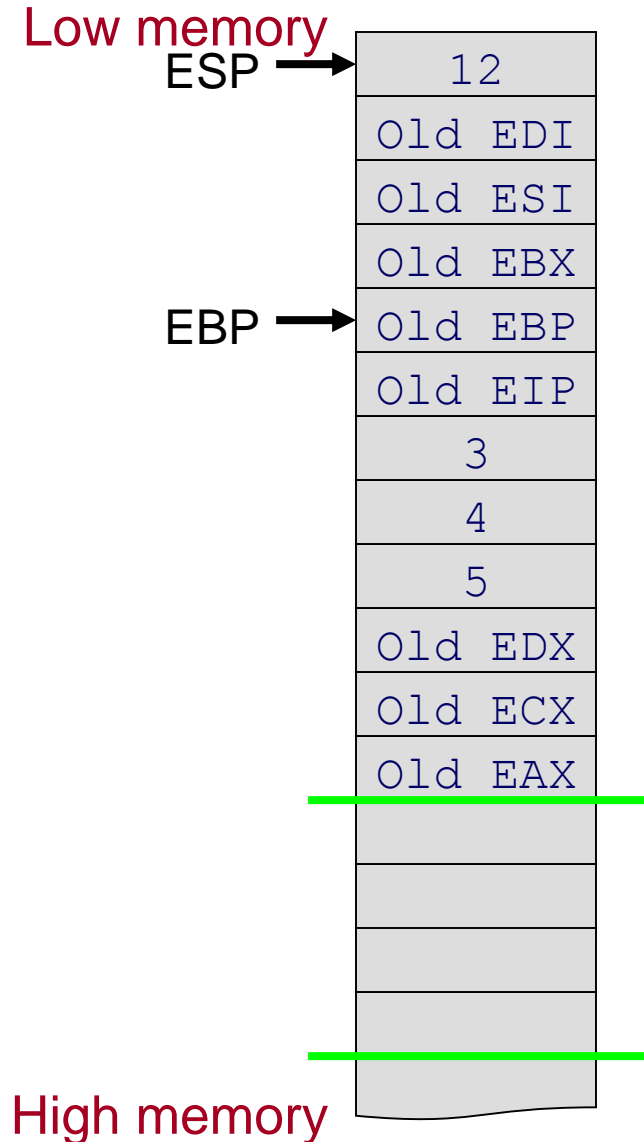 Low memory
ESP
12
Old EDI
Old ESI
Old EBX
EBP
Old EBP
Old EIP
3
4
5
Old EDX
Old ECX
Old EAX
High memory